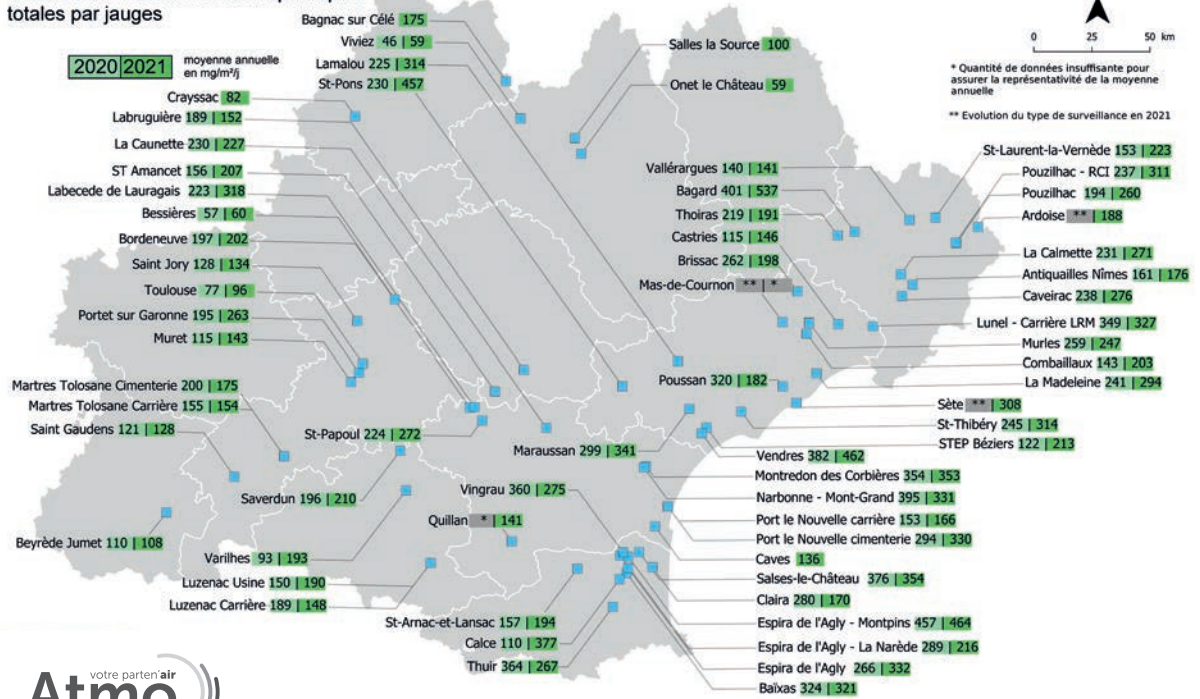 totales par jauges
2020 2021 moyenne annuelle en mg/m²/j
Bagnac sur Célé 175
Viviez 46 | 59
Lamalou 225 | 314
St-Pons 230 | 457
Crayssac 82
Labruguière 189 | 152
La Caunette 230 | 227
ST Amancet 156 | 207
Labecede de Lauragais 223 | 318
Bessières 57 | 60
Bordeneuve 197 | 202
Saint Jory 128 | 134
Toulouse 77 | 96
Portet sur Garonne 195 | 263
Muret 115 | 143
Martres Tolosane Cimenterie 200 | 175
Martres Tolosane Carrière 155 | 154
Saint Gaudens 121 | 128
St-Papoul 224 | 272
Saverdun 196 | 210
Beyrède Jumet 110 | 108
Varilhes 93 | 193
Luzenac Usine 150 | 190
Luzenac Carrière 189 | 148
Quillan * | 141
Vingrau 360 | 275
Maraussan 299 | 341
St-Arnac-et-Lansac 157 | 194
Calce 110 | 377
Thuir 364 | 267
Salles la Source 100
Onet le Château 59
Vallérargues 140 | 141
Bagard 401 | 537
Thoiras 219 | 191
Castries 115 | 146
Brissac 262 | 198
Mas-de-Cournon ** | *
Poussan 320 | 182
0 25 50 km
* Quantité de données insuffisante pour
assurer la représentativité de la moyenne
annuelle
** Evolution du type de surveillance en 2021
St-Laurent-la-Vernède 153 | 223
Pouzilhac - RCI 237 | 311
Pouzilhac 194 | 260
Ardoise ** | 188
La Calmette 231 | 271
Antiquailles Nîmes 161 | 176
Caveirac 238 | 276
Lunel - Carrière LRM 349 | 327
Murles 259 | 247
Combaillaux 143 | 203
La Madeleine 241 | 294
Sète ** | 308
St-Thibéry 245 | 314
STEP Béziers 122 | 213
Vendres 382 | 462
Montredon des Corbières 354 | 353
Narbonne - Mont-Grand 395 | 331
Port le Nouvelle carrière 153 | 166
Port le Nouvelle cimenterie 294 | 330
Caves 136
Salses-le-Château 376 | 354
Claira 280 | 170
Espira de l'Agly - Montpins 457 | 464
Espira de l'Agly - La Narède 289 | 216
Espira de l'Agly 266 | 332
Baïxas 324 | 321
votre parten'air
Atmo